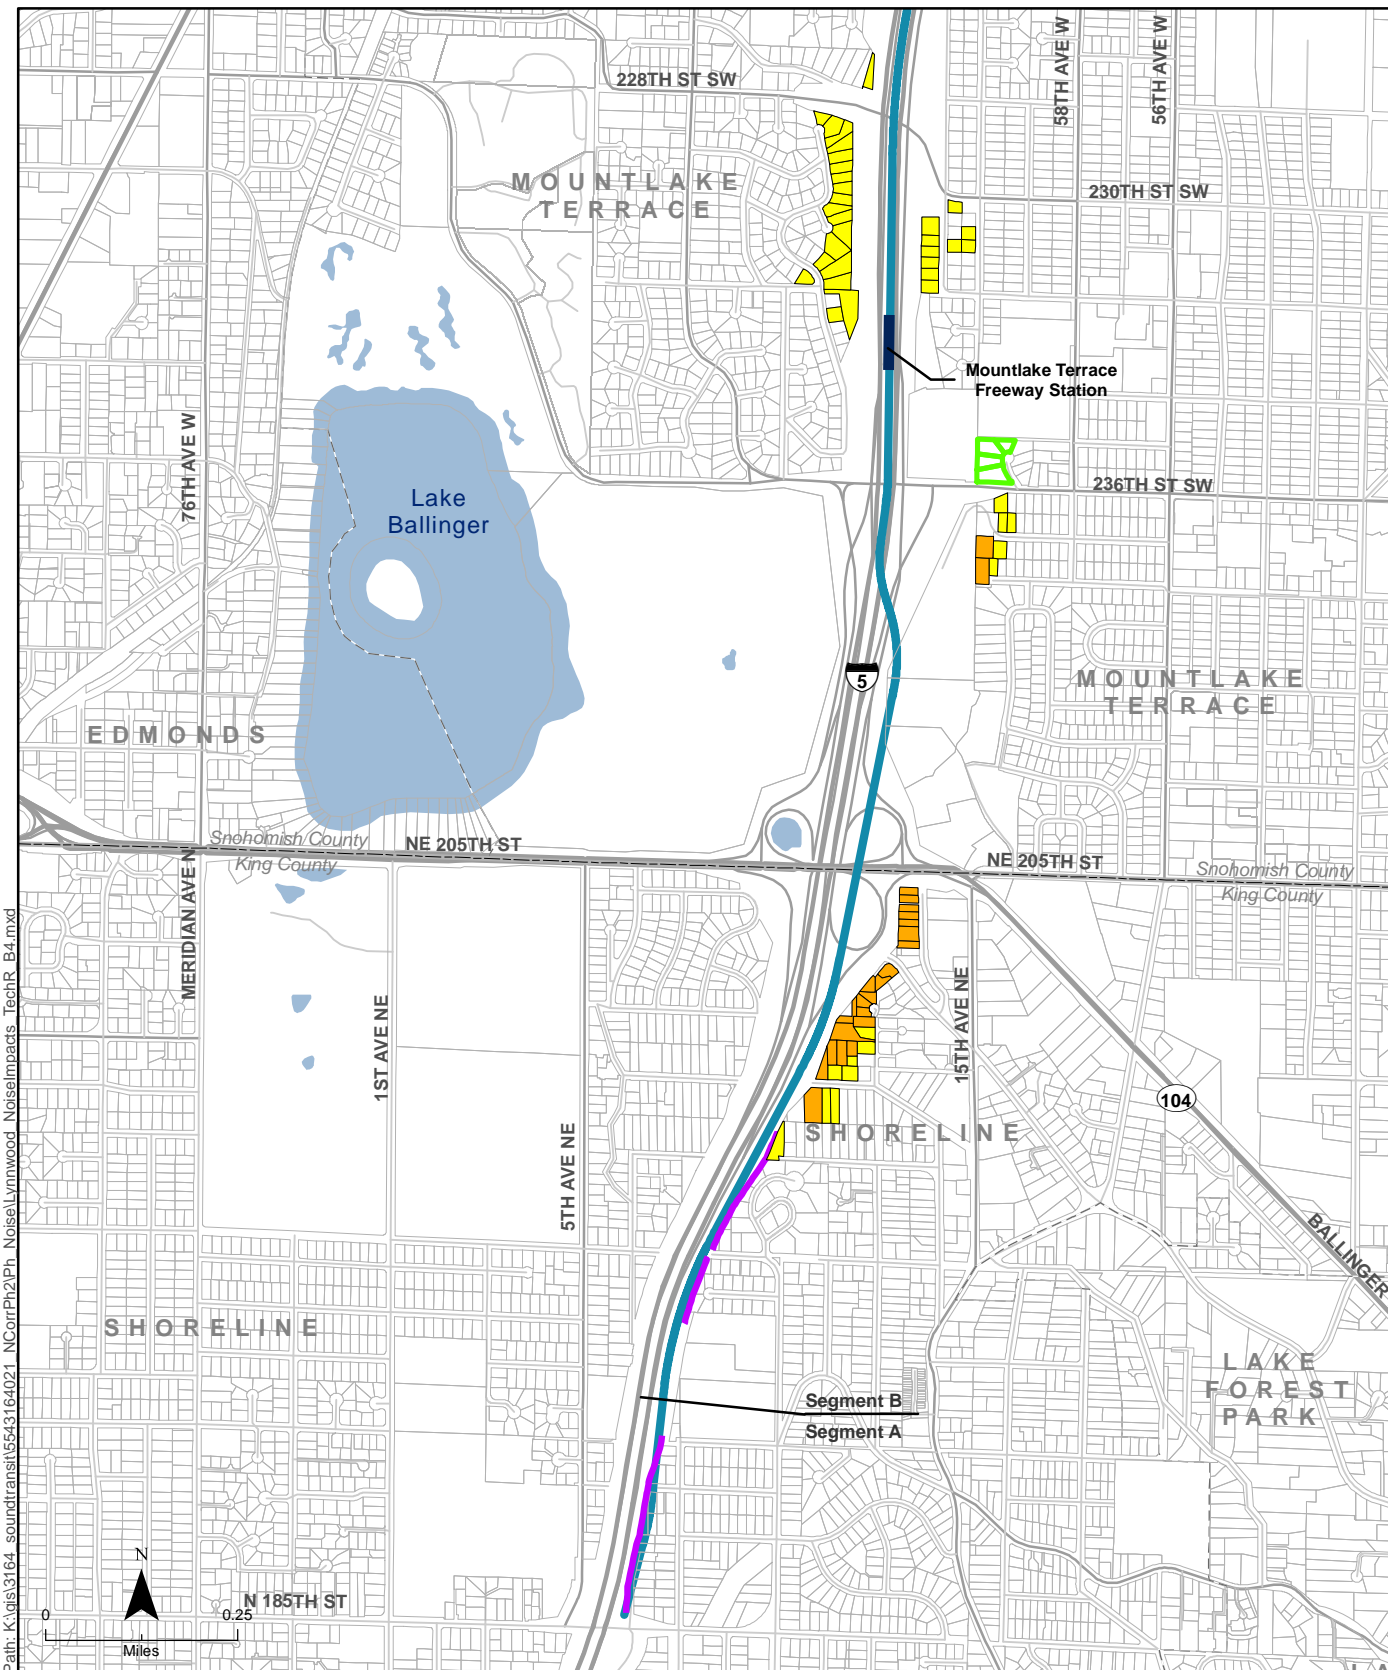 228TH ST SW
58TH AVE W
56TH AVE W
MOUNTLAKE
TERRACE
230TH ST SW
Mountlake Terrace
Freeway Station
76TH AVE W
Lake
Ballinger
236TH ST SW
5
MOUNTLAKE
TERRACE
EDMONDS
Snohomish County
King County
NE 205TH ST
NE 205TH ST
Snohomish County
King County
MERIDIAN AVE N
1ST AVE NE
15TH AVE NE
104
SHORELINE
5TH AVE NE
BALLINGER
SHORELINE
LAKE
FOREST
PARK
Segment B
Segment A
N
N 185TH ST
0
0.25
Miles
Path: K:\gis\3164_soundtransit\5543164021_NCorrPh2\Ph_Noise\Lynnwood_NoiseImpacts_TechR_B4.mxd